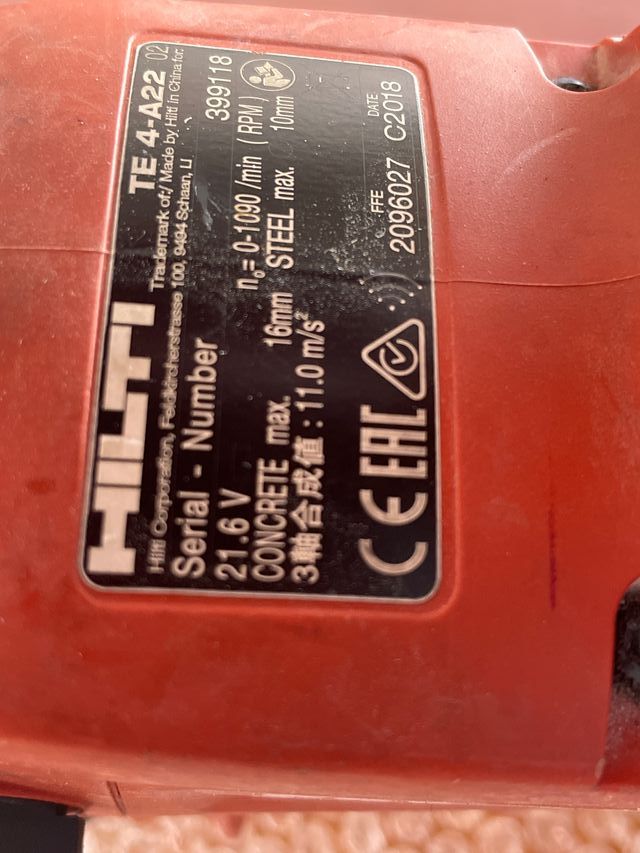 HILTI TE 4-A22 02
Trademark of:/ Made by Hilti in China for:
Hilti Corporation, Feldkircherstrasse 100, 9494 Schaan, LI
Serial - Number 399118
21.6 V n₀= 0-1090 /min (RPM)
CONCRETE max. 16mm STEEL max. 10mm
3軸合成値：11.0 m/s²
FFE DATE
2096027 C2018
CE EAC